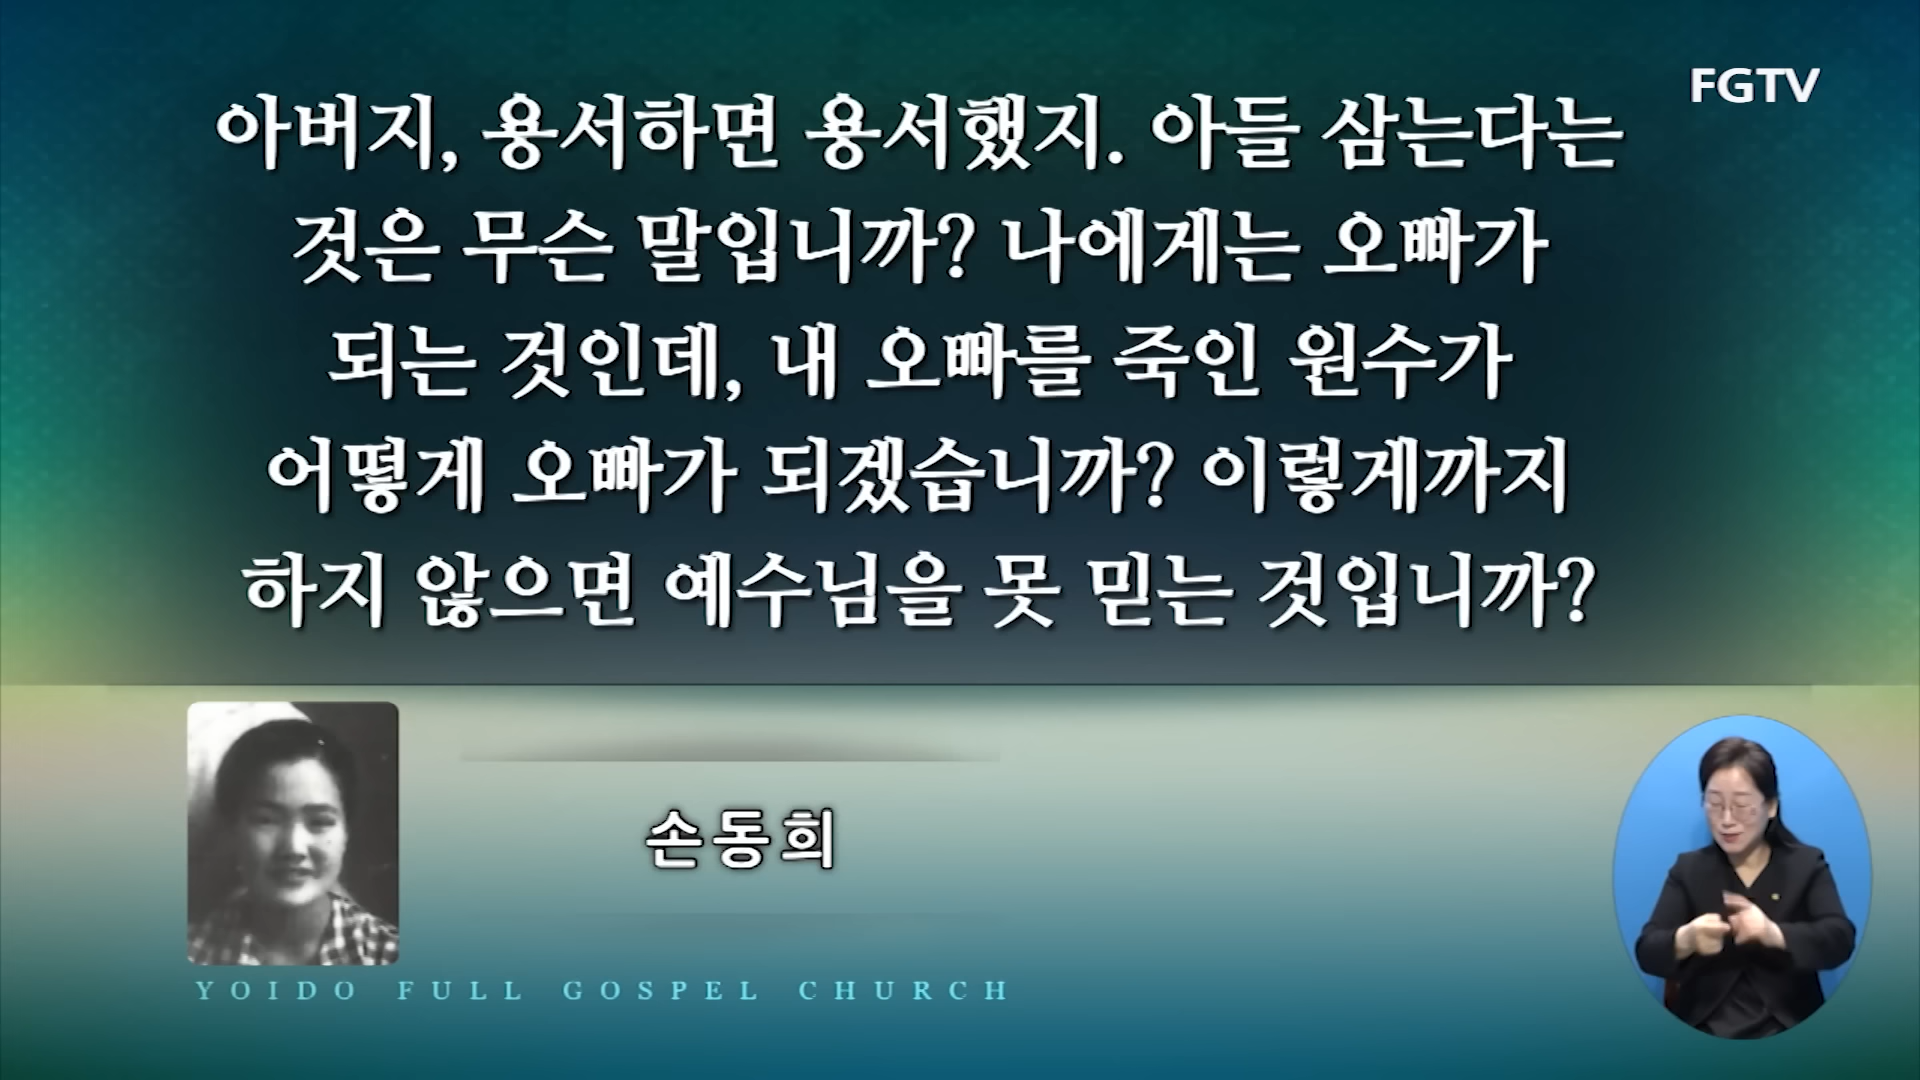 FGTV
아버지, 용서하면 용서했지. 아들 삼는다는
것은 무슨 말입니까? 나에게는 오빠가
되는 것인데, 내 오빠를 죽인 원수가
어떻게 오빠가 되겠습니까? 이렇게까지
하지 않으면 예수님을 못 믿는 것입니까?
손동희
YOIDO FULL GOSPEL CHURCH